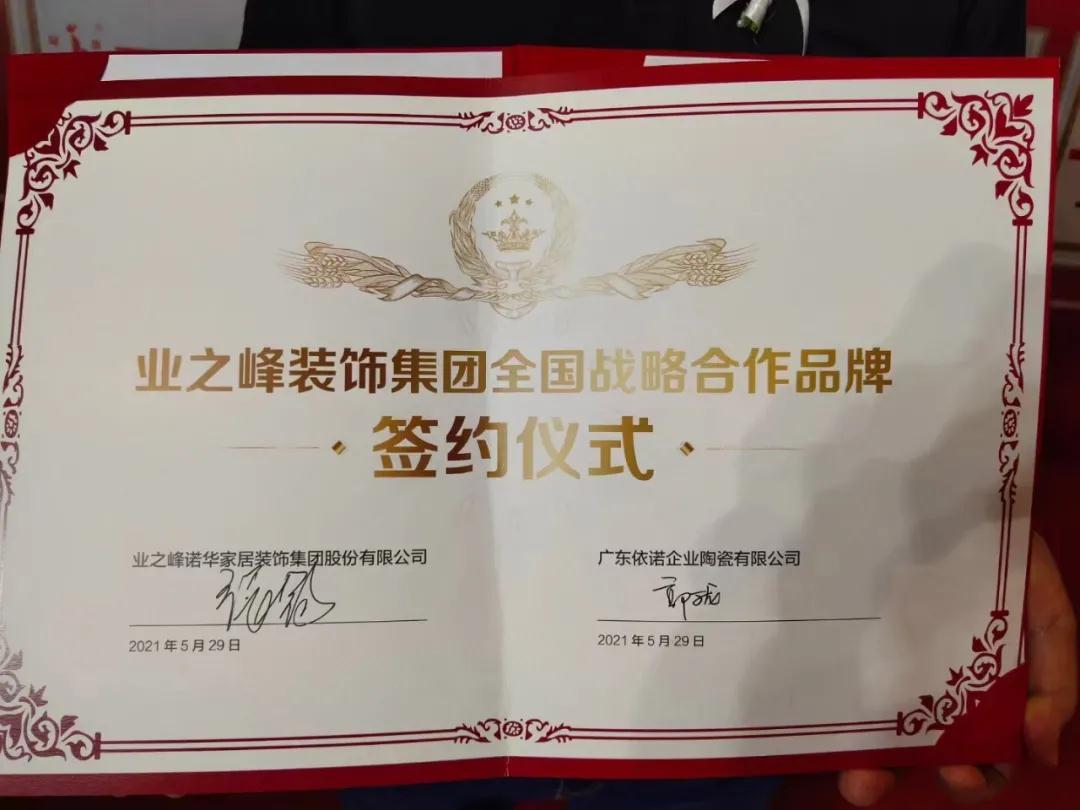 业之峰装饰集团全国战略合作品牌
签约仪式
业之峰诺华家居装饰集团股份有限公司
2021年5月29日
广东依诺企业陶瓷有限公司
2021年5月29日